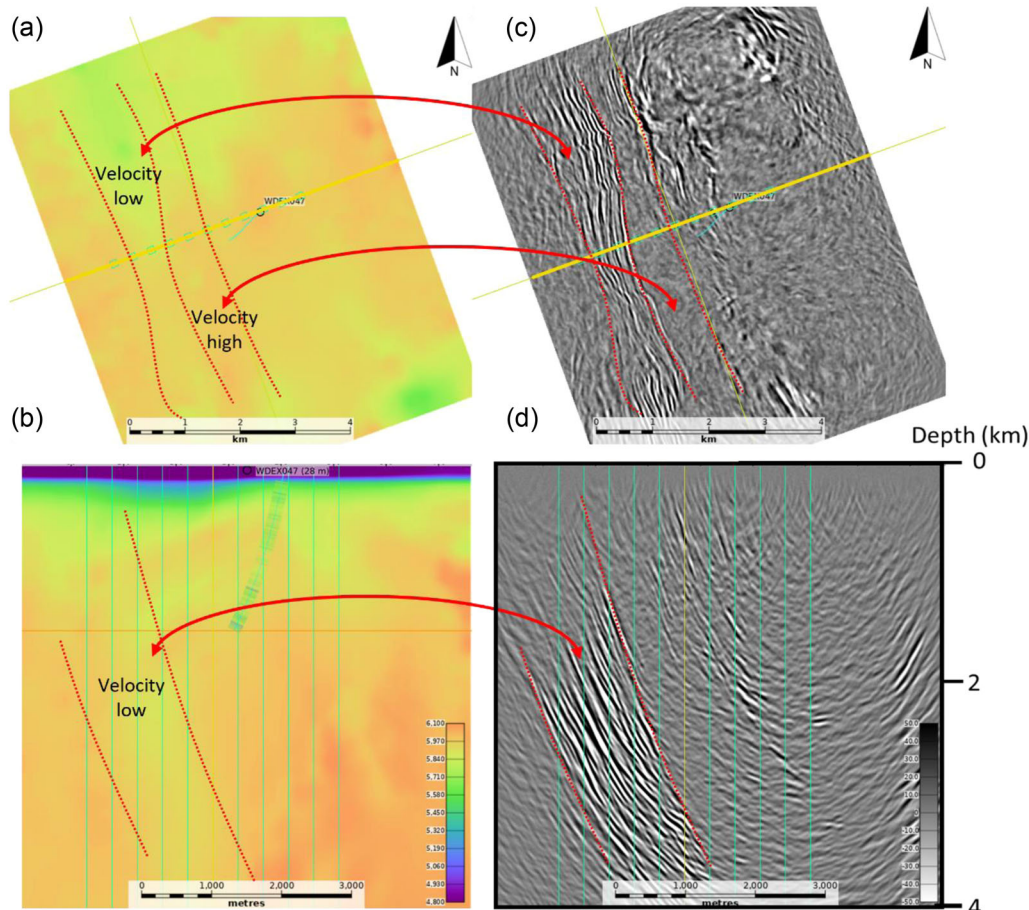 (a)
N
Velocity
low
WDEX047
Velocity
high
0 1 2 3 4
km
(c)
N
WDEX047
0 1 2 3 4
km
(b)
WDEX047 (28 m)
Velocity
low
6,100
5,970
5,840
5,710
5,580
5,450
5,320
5,190
5,060
4,930
4,800
0 1,000 2,000 3,000
metres
(d)
Depth (km)
0
2
4
50.0
40.0
30.0
20.0
10.0
0.0
-10.0
-20.0
-30.0
-40.0
-50.0
0 1,000 2,000 3,000
metres